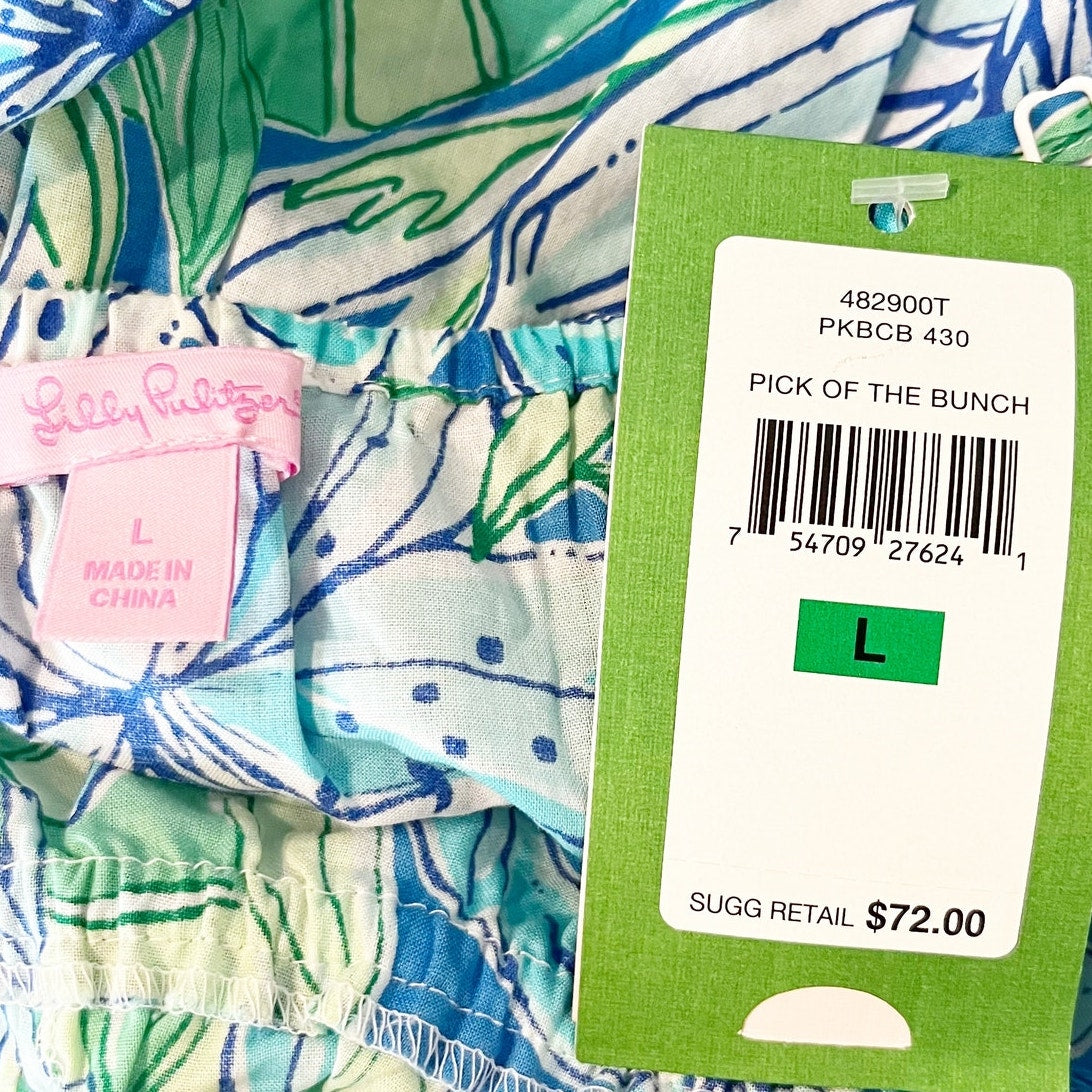 Lilly Pulitzer
L
MADE IN
CHINA
482900T
PKBCB 430
PICK OF THE BUNCH
7 54709 27624 1
L
SUGG RETAIL $72.00